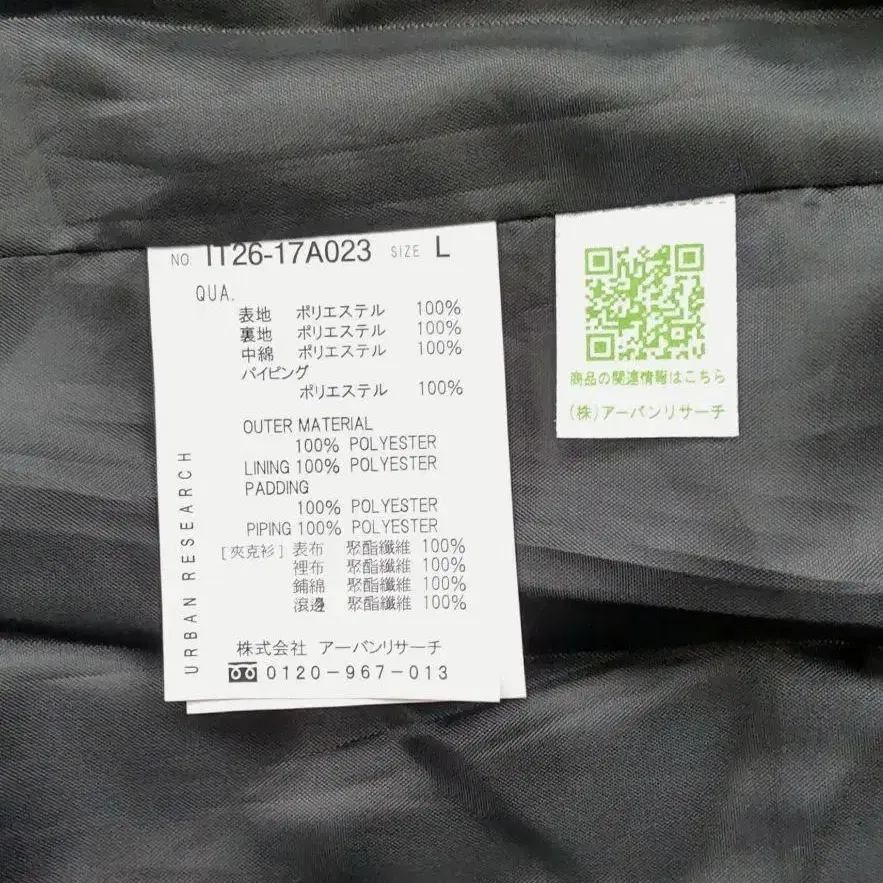 NO. IT26-17A023 SIZE L
QUA.
表地 ポリエステル 100%
裏地 ポリエステル 100%
中綿 ポリエステル 100%
パイピング
ポリエステル 100%
OUTER MATERIAL
100% POLYESTER
LINING 100% POLYESTER
PADDING
100% POLYESTER
PIPING 100% POLYESTER
[夾克衫] 表布 聚酯纖維 100%
裡布 聚酯纖維 100%
鋪綿 聚酯纖維 100%
滾邊 聚酯纖維 100%
株式会社 アーバンリサーチ
0120-967-013
URBAN RESEARCH
商品の関連情報はこちら
(株)アーバンリサーチ